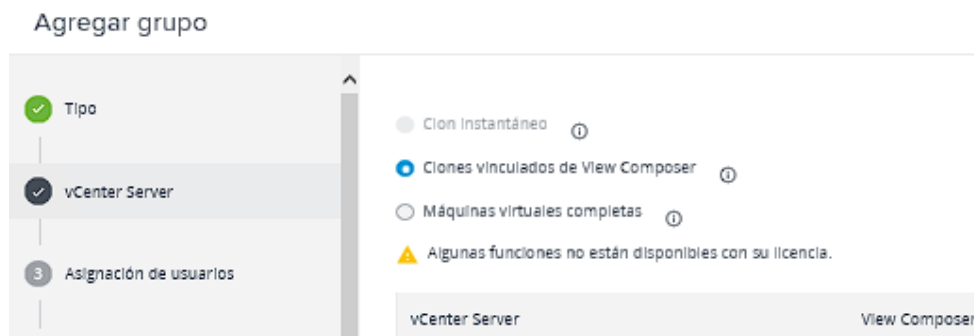 Agregar grupo
Tipo
Clon instantáneo
Clones vinculados de View Composer
vCenter Server
Máquinas virtuales completas
Algunas funciones no están disponibles con su licencia.
3 Asignación de usuarios
vCenter Server View Composer